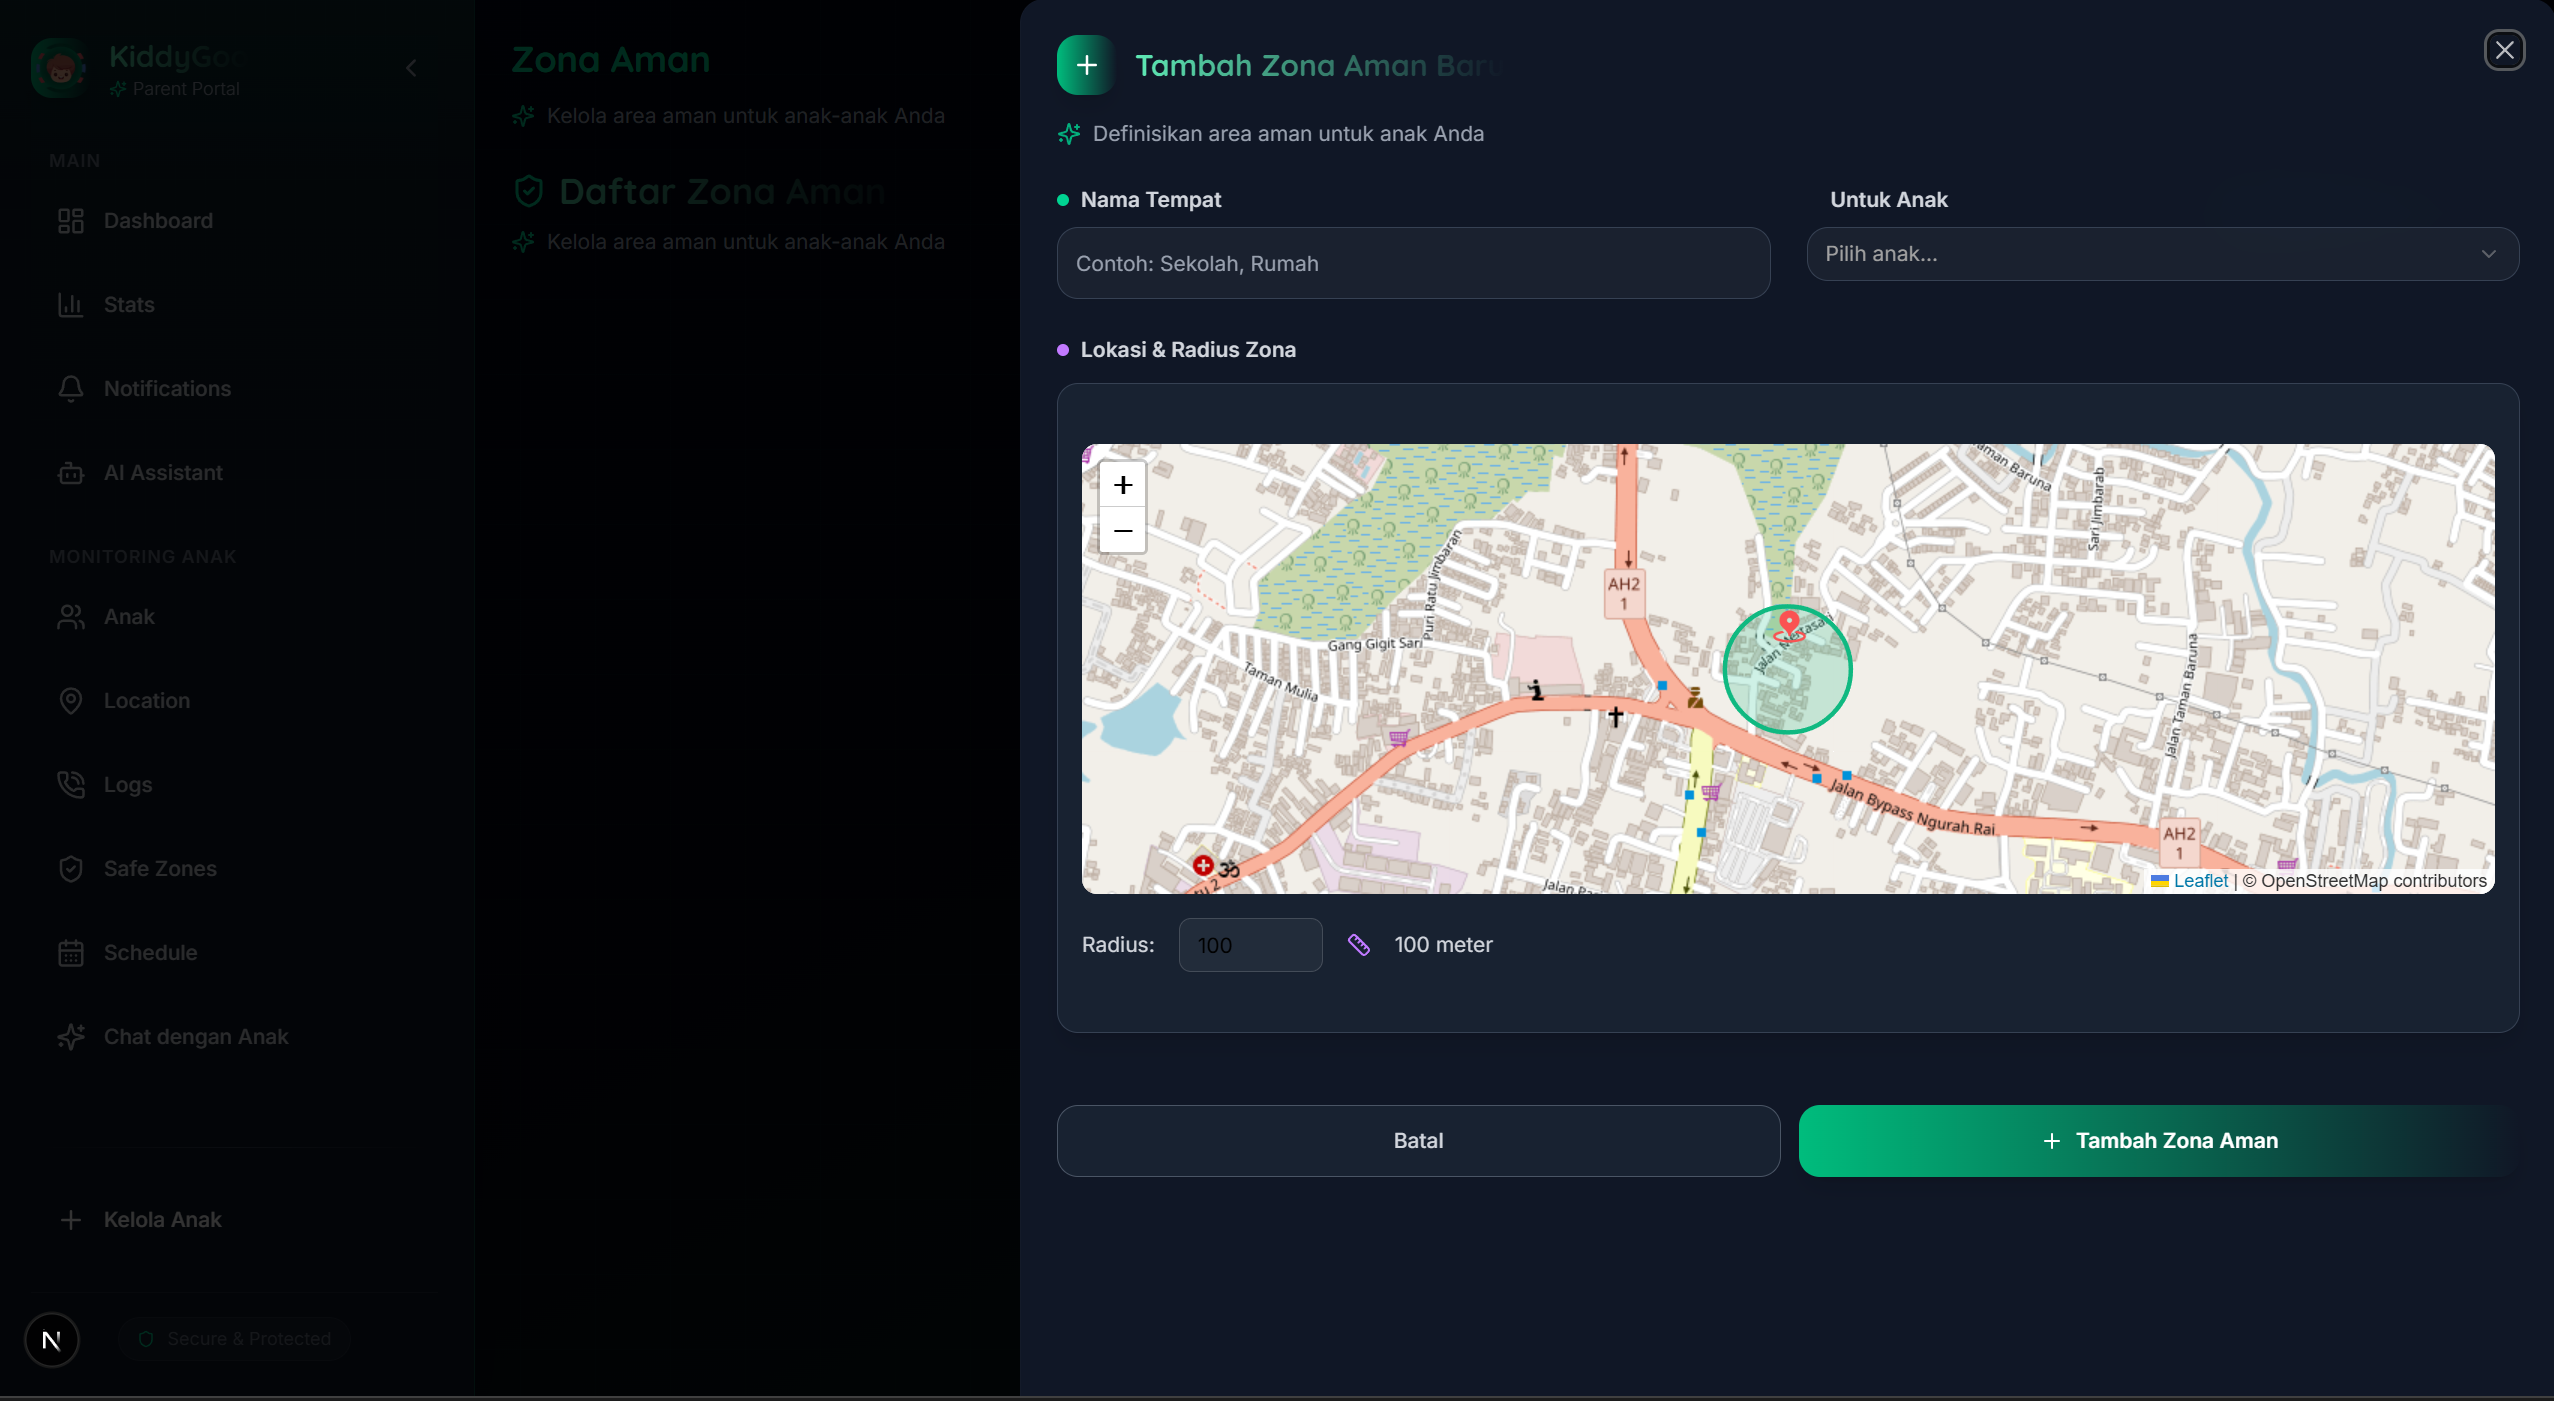 Parent Portal
MAIN
Dashboard
Stats
Notifications
AI Assistant
MONITORING ANAK
Anak
Location
Logs
Safe Zones
Schedule
Chat dengan Anak
Kelola Anak
N
Secure & Protected
Zona Aman
Kelola area aman untuk anak-anak Anda
Daftar Zona Aman
Kelola area aman untuk anak-anak Anda
Tambah Zona Aman Baru
Definisikan area aman untuk anak Anda
Nama Tempat
Contoh: Sekolah, Rumah
Untuk Anak
Pilih anak...
Lokasi & Radius Zona
+
−
Puri Ratu Jimbaran
Gang Gigit Sari
Taman Mulia
AH2
1
Taman Baruna
Sari Jimbarab
Jalan Taman Baruna
Jalan Bypass Ngurah Rai
AH2
1
Jalan
Leaflet | © OpenStreetMap contributors
Radius:
100
100 meter
Batal
Tambah Zona Aman